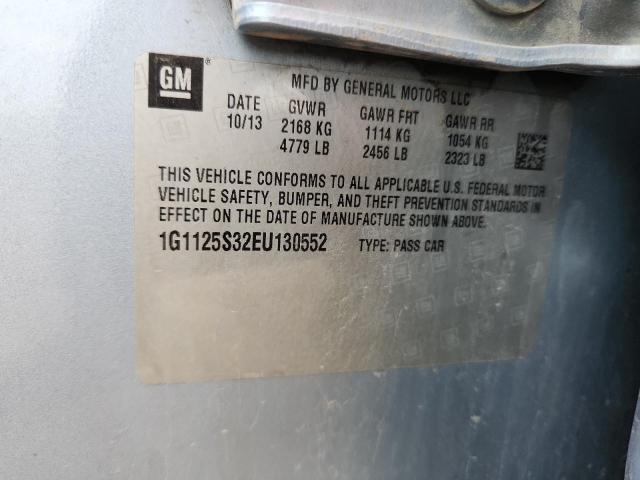 GM
MFD BY GENERAL MOTORS LLC
DATE GVWR GAWR FRT GAWR RR
10/13 2168 KG 1114 KG 1054 KG
4779 LB 2456 LB 2323 LB
THIS VEHICLE CONFORMS TO ALL APPLICABLE U.S. FEDERAL MOTOR
VEHICLE SAFETY, BUMPER, AND THEFT PREVENTION STANDARDS IN
EFFECT ON THE DATE OF MANUFACTURE SHOWN ABOVE.
1G1125S32EU130552 TYPE: PASS CAR